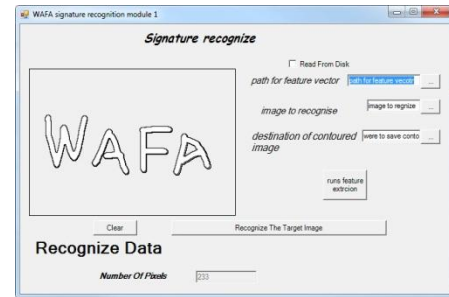 WAFA signature recognition module 1
Signature recognize
Read From Disk
path for feature vector path for feature vecotr ...
image to recognise image to regnize ...
destination of contoured were to save conto ...
image
WAFA
runs feature
extrcion
Clear Recognize The Target Image
Recognize Data
Number Of Pixels 233